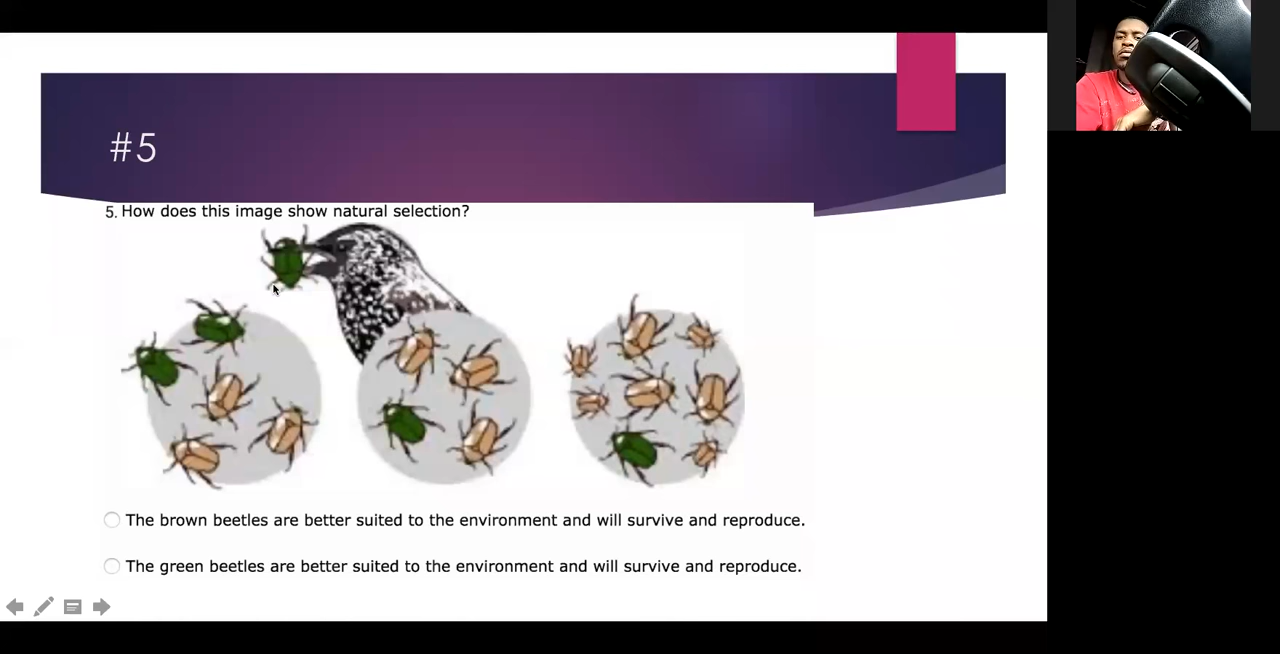 #5
5. How does this image show natural selection?
The brown beetles are better suited to the environment and will survive and reproduce.
The green beetles are better suited to the environment and will survive and reproduce.